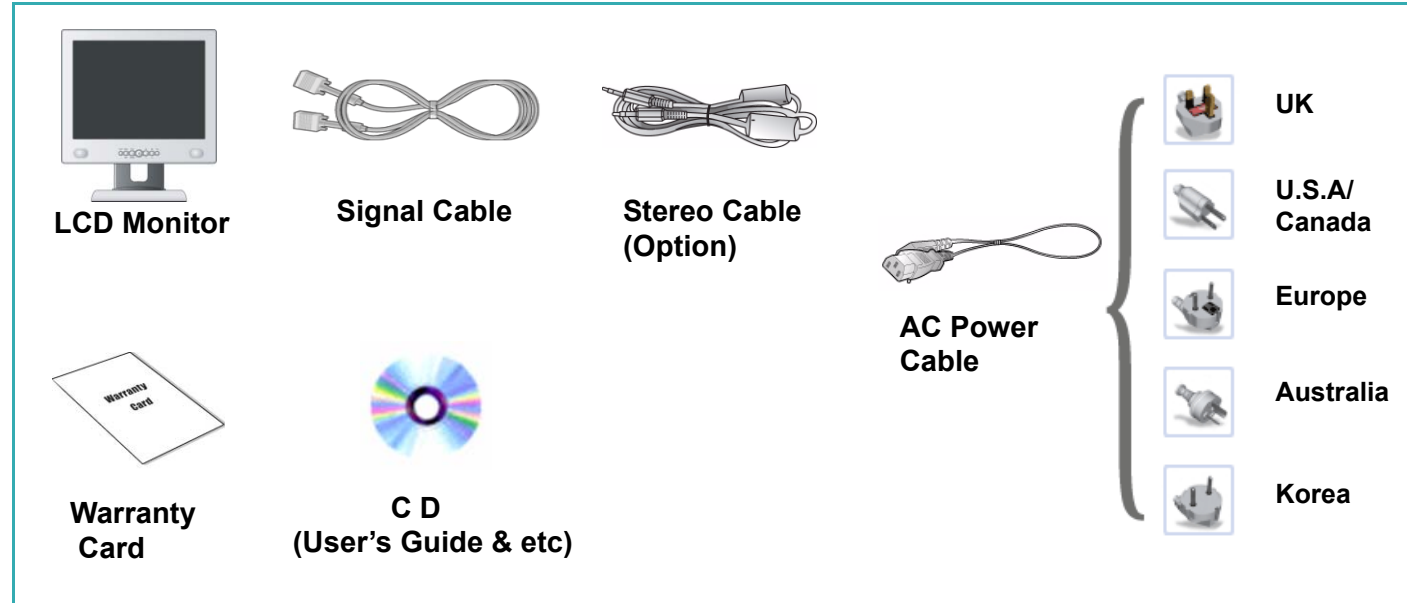 LCD Monitor
Signal Cable
Stereo Cable
(Option)
AC Power
Cable
UK
U.S.A/
Canada
Europe
Australia
Korea
Warranty
Card
Warranty
Card
C D
(User’s Guide & etc)